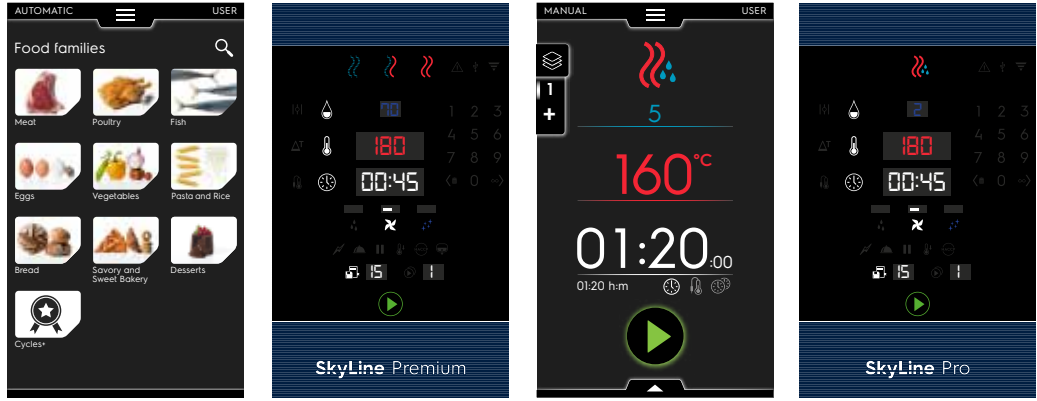 AUTOMATIC USER
Food families
Meat Poultry Fish
Eggs Vegetables Pasta and Rice
Bread Savory and Sweet Bakery Desserts
Cycles+
70
1 2 3
180
4 5 6
7 8 9
ΔT
00:45
0
15 1
SkyLine Premium
MANUAL USER
1
+
5
160°C
01:20:00
01:20 h:m
2
1 2 3
180
4 5 6
7 8 9
ΔT
00:45
0
15 1
SkyLine Pro